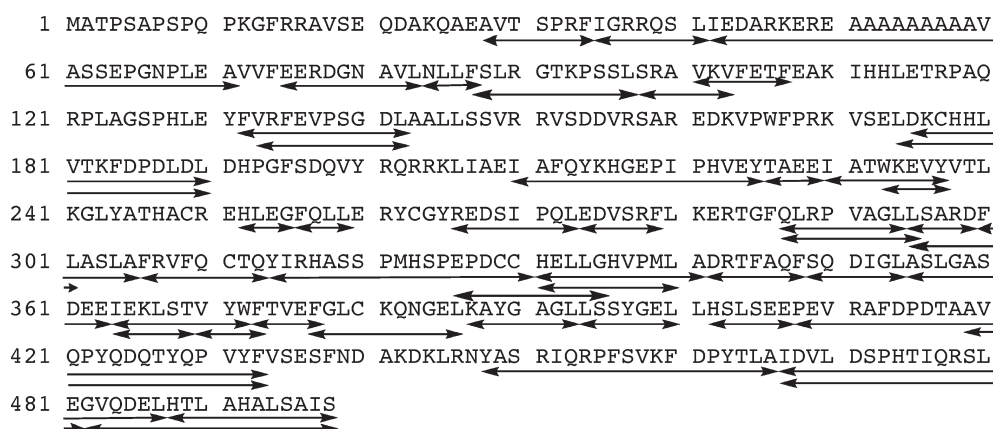 1 MATPSAPSPQ PKGFRRAVSE QDAKQAEAVT SPRFIGRRQS LIEDARKERE AAAAAAAAAV
61 ASSEPGNPLE AVVFEERDGN AVLNLLFSLR GTKPSSLSRA VKVFETFEAK IHHLETRPAQ
121 RPLAGSPHLE YFVRFEVPSG DLAALLSSVR RVSDDVRSAR EDKVPWFPRK VSELDKCHHL
181 VTKFDPDLDL DHPGFSDQVY RQRRKLIAEI AFQYKHGEPI PHVEYTAEEI ATWKEVYVTL
241 KGLYATHACR EHLEGFQLLE RYCGYREDSI PQLEDVSRFL KERTGFQLRP VAGLLSARDF
301 LASLAFRVFQ CTQYIRHASS PMHSPEPDCC HELLGHVPML ADRTFAQFSQ DIGLASLGAS
361 DEEIEKLSTV YWFTVEFGLC KQNGELKAYG AGLLSSYGEL LHSLSEEPEV RAFDPDTAAV
421 QPYQDQTYQP VYFVSESFND AKDKLRNYAS RIQRPFSVKF DPYTLAIDVL DSPHTIQRSL
481 EGVQDELHTL AHALSAIS